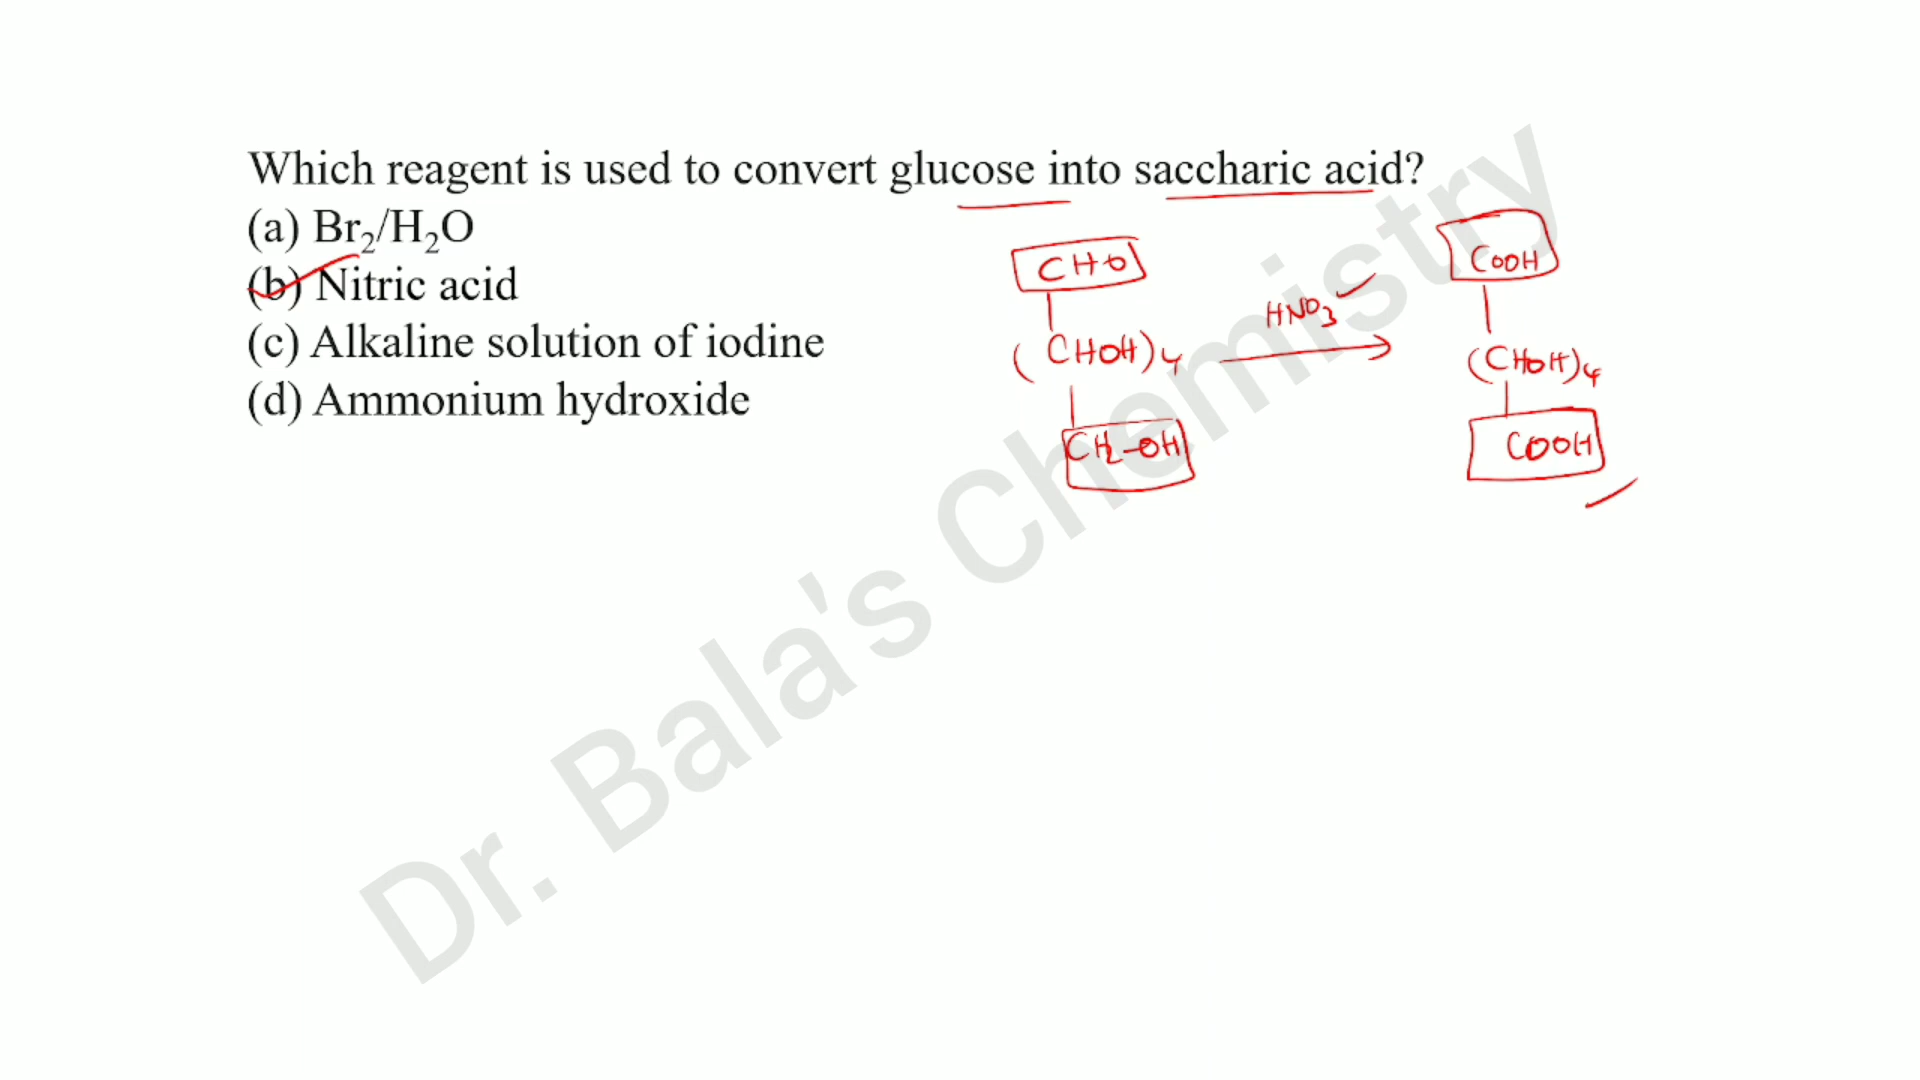 Which reagent is used to convert glucose into saccharic acid?
(a) Br₂/H₂O
(b) Nitric acid
(c) Alkaline solution of iodine
(d) Ammonium hydroxide
CHO
(CHOH)₄
CH₂-OH
HNO₃
COOH
(CHOH)₄
COOH
Dr. Bala's Chemistry